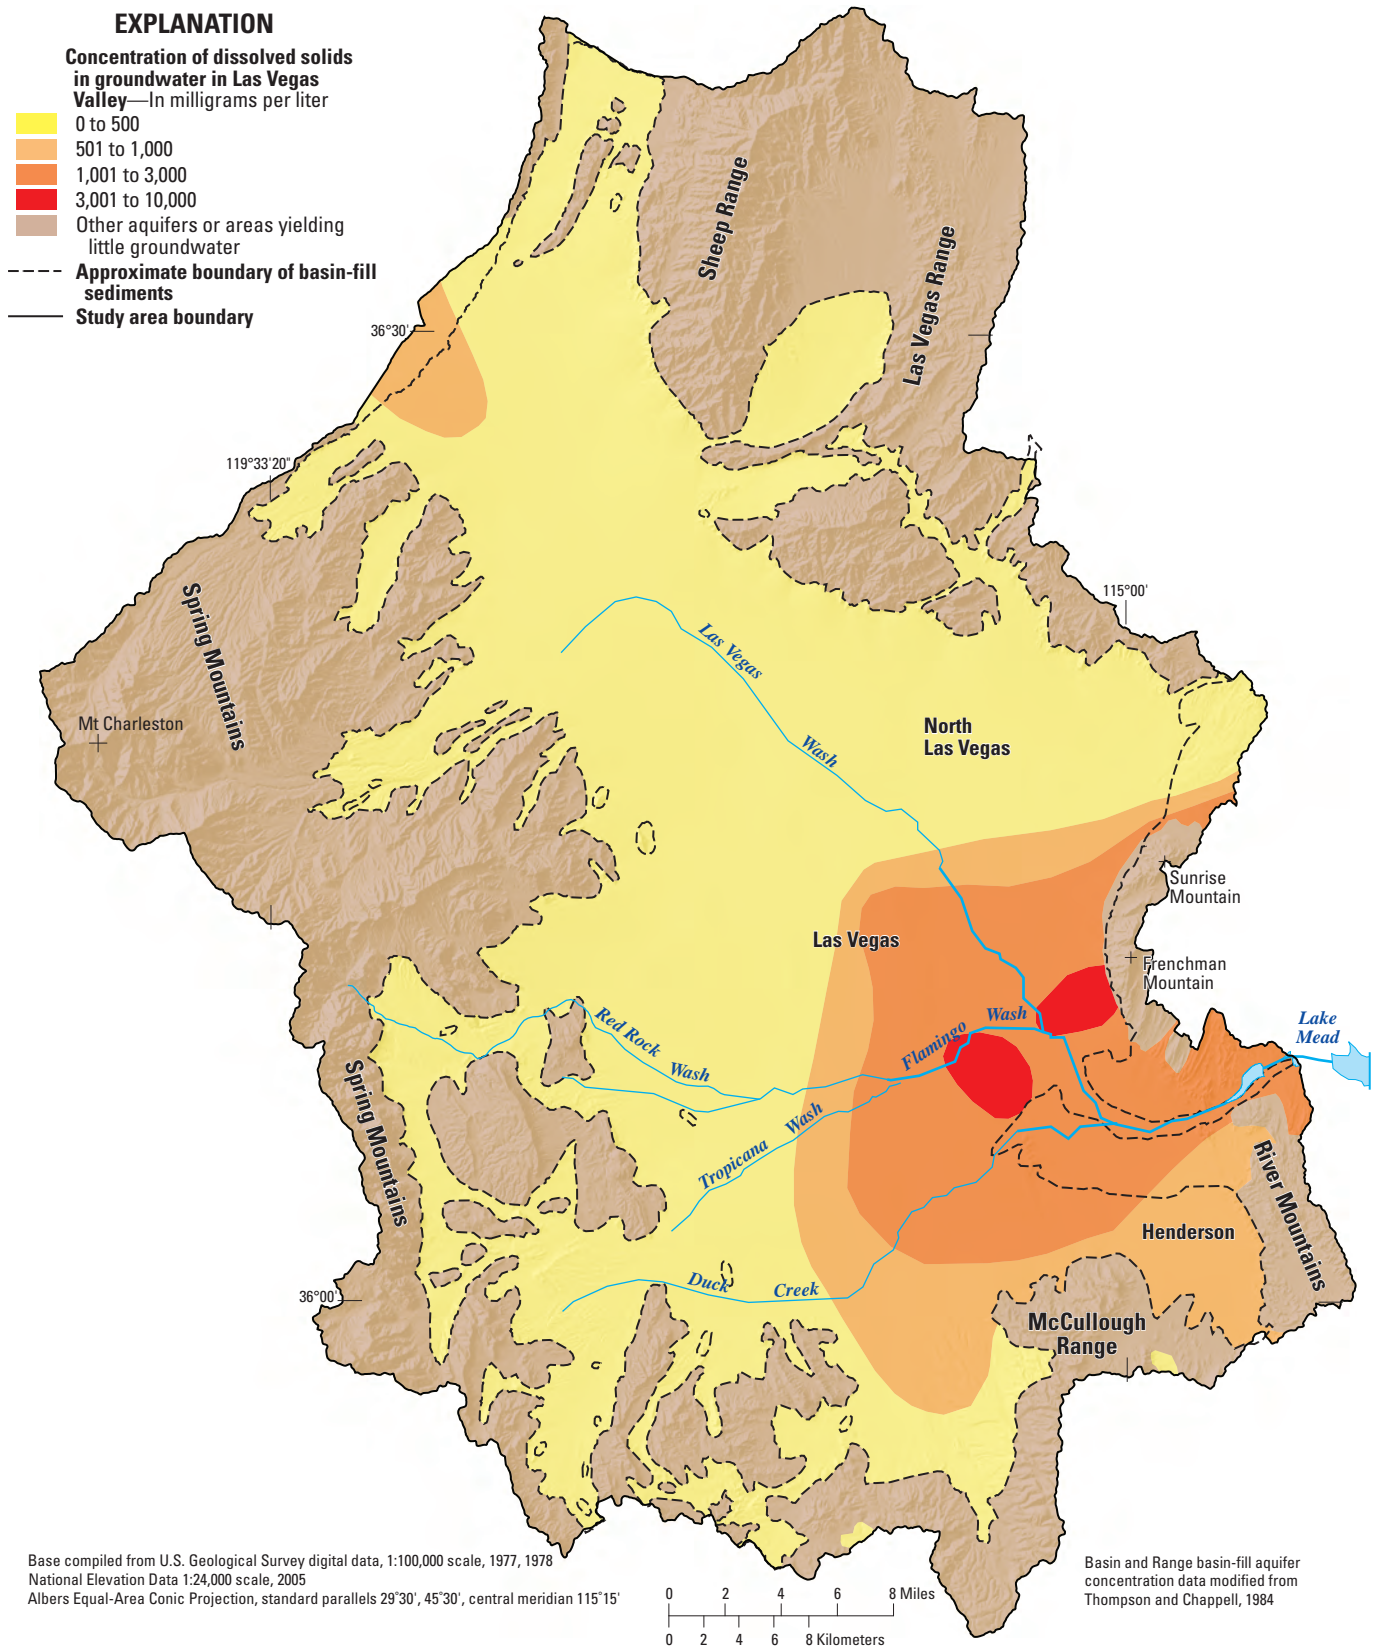 EXPLANATION
Concentration of dissolved solids
in groundwater in Las Vegas
Valley—In milligrams per liter
0 to 500
501 to 1,000
1,001 to 3,000
3,001 to 10,000
Other aquifers or areas yielding
little groundwater
Approximate boundary of basin-fill
sediments
Study area boundary
Sheep Range
Las Vegas Range
36°30'
119°33'20"
115°00'
Spring Mountains
Mt Charleston
Las Vegas
Wash
North
Las Vegas
Sunrise
Mountain
Las Vegas
Frenchman
Mountain
Red Rock
Wash
Flamingo
Wash
Lake
Mead
Spring Mountains
Tropicana
Wash
River Mountains
Henderson
Duck
Creek
36°00'
McCullough
Range
Base compiled from U.S. Geological Survey digital data, 1:100,000 scale, 1977, 1978
National Elevation Data 1:24,000 scale, 2005
Albers Equal-Area Conic Projection, standard parallels 29°30', 45°30', central meridian 115°15'
0 2 4 6 8 Miles
0 2 4 6 8 Kilometers
Basin and Range basin-fill aquifer
concentration data modified from
Thompson and Chappell, 1984